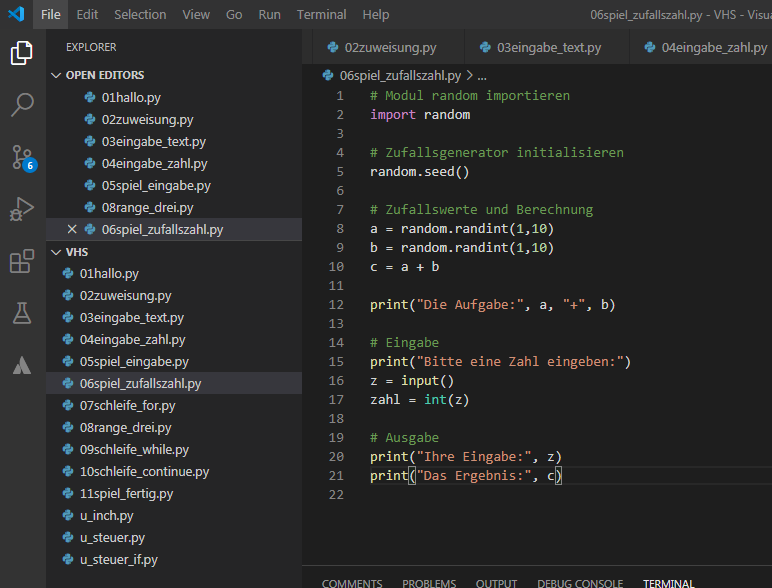 File Edit Selection View Go Run Terminal Help 06spiel_zufallszahl.py - VHS - Visua
EXPLORER
02zuweisung.py 03eingabe_text.py 04eingabe_zahl.py
OPEN EDITORS
01hallo.py
02zuweisung.py
03eingabe_text.py
04eingabe_zahl.py
05spiel_eingabe.py
08range_drei.py
06spiel_zufallszahl.py
VHS
01hallo.py
02zuweisung.py
03eingabe_text.py
04eingabe_zahl.py
05spiel_eingabe.py
06spiel_zufallszahl.py
07schleife_for.py
08range_drei.py
09schleife_while.py
10schleife_continue.py
11spiel_fertig.py
u_inch.py
u_steuer.py
u_steuer_if.py
6
06spiel_zufallszahl.py > ...
1 # Modul random importieren
2 import random
3
4 # Zufallsgenerator initialisieren
5 random.seed()
6
7 # Zufallswerte und Berechnung
8 a = random.randint(1,10)
9 b = random.randint(1,10)
10 c = a + b
11
12 print("Die Aufgabe:", a, "+", b)
13
14 # Eingabe
15 print("Bitte eine Zahl eingeben:")
16 z = input()
17 zahl = int(z)
18
19 # Ausgabe
20 print("Ihre Eingabe:", z)
21 print("Das Ergebnis:", c)
22
COMMENTS PROBLEMS OUTPUT DEBUG CONSOLE TERMINAL